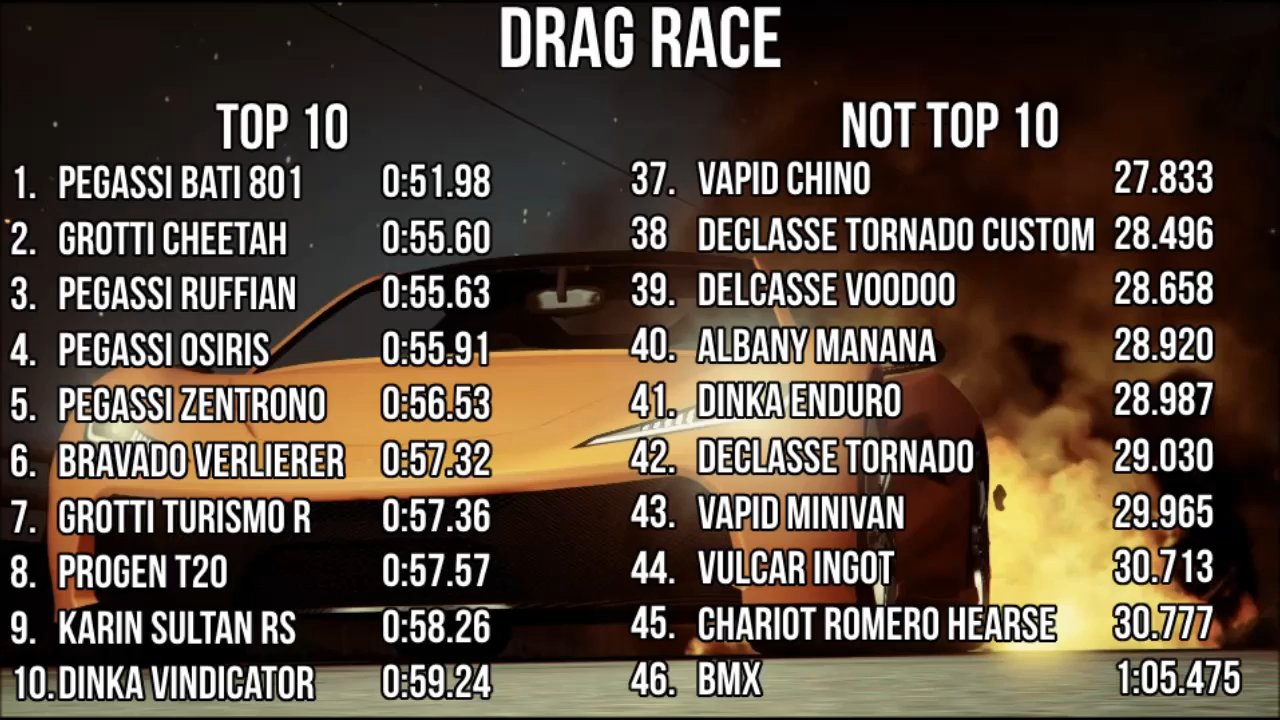 DRAG RACE
TOP 10
1. PEGASSI BATI 801 0:51.98
2. GROTTI CHEETAH 0:55.60
3. PEGASSI RUFFIAN 0:55.63
4. PEGASSI OSIRIS 0:55.91
5. PEGASSI ZENTRONO 0:56.53
6. BRAVADO VERLIERER 0:57.32
7. GROTTI TURISMO R 0:57.36
8. PROGEN T20 0:57.57
9. KARIN SULTAN RS 0:58.26
10. DINKA VINDICATOR 0:59.24
NOT TOP 10
37. VAPID CHINO 27.833
38 DECLASSE TORNADO CUSTOM 28.496
39. DELCASSE VOODOO 28.658
40. ALBANY MANANA 28.920
41. DINKA ENDURO 28.987
42. DECLASSE TORNADO 29.030
43. VAPID MINIVAN 29.965
44. VULCAR INGOT 30.713
45. CHARIOT ROMERO HEARSE 30.777
46. BMX 1:05.475